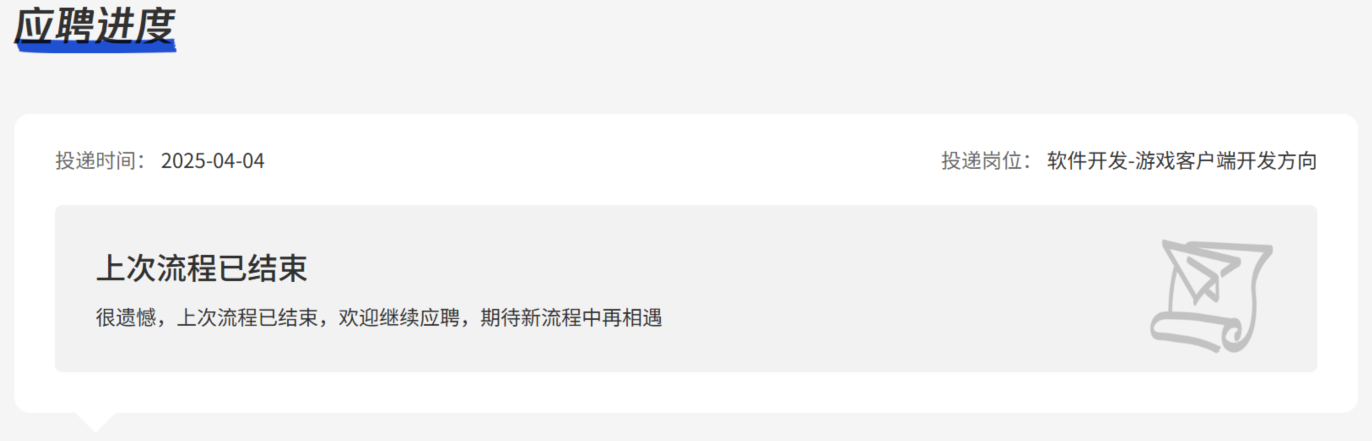 应聘进度
投递时间： 2025-04-04
投递岗位： 软件开发-游戏客户端开发方向
上次流程已结束
很遗憾，上次流程已结束，欢迎继续应聘，期待新流程中再相遇